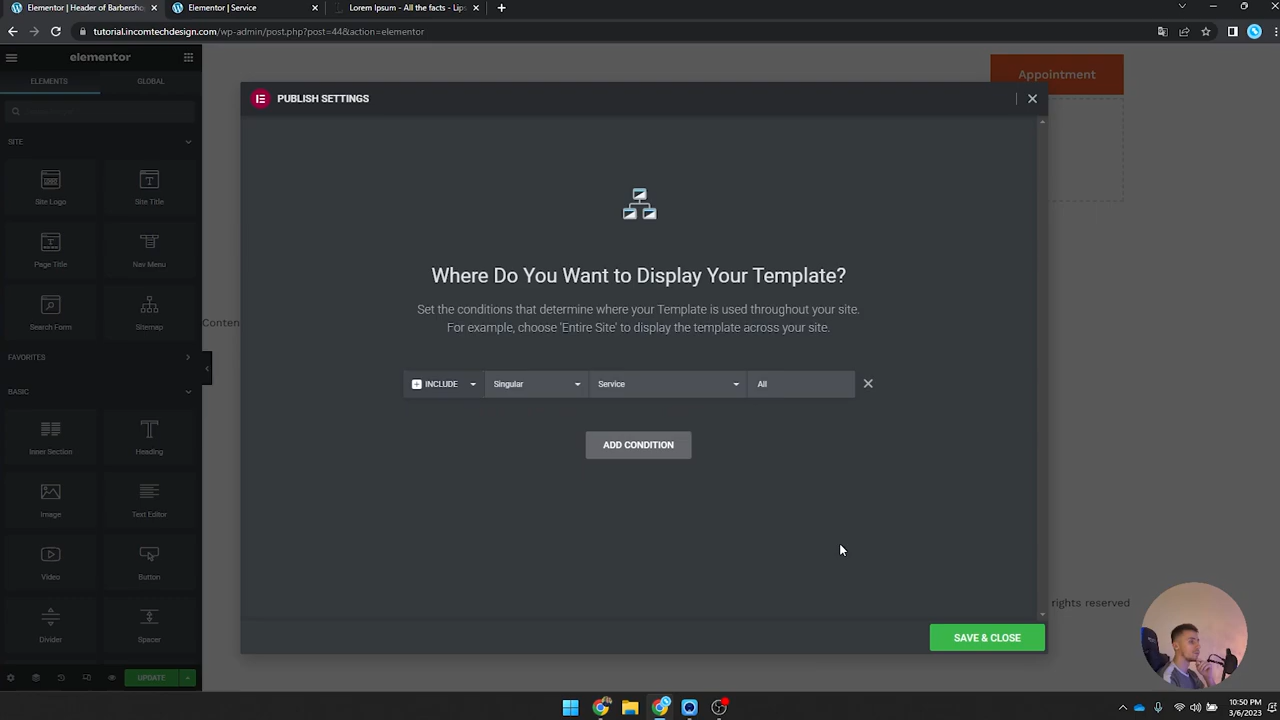 Elementor | Header of Barbersho
Elementor | Service
Lorem Ipsum - All the facts - Lips
tutorial.incomtechdesign.com/wp-admin/post.php?post=44&action=elementor
elementor
ELEMENTS
GLOBAL
SITE
Site Logo
Site Title
Page Title
Nav Menu
Search Form
Sitemap
FAVORITES
BASIC
Inner Section
Heading
Image
Text Editor
Video
Button
Divider
Spacer
UPDATE
Appointment
Conten
rights reserved
PUBLISH SETTINGS
Where Do You Want to Display Your Template?
Set the conditions that determine where your Template is used throughout your site.
For example, choose 'Entire Site' to display the template across your site.
INCLUDE Singular Service All
ADD CONDITION
SAVE & CLOSE
10:50 PM
3/6/2023